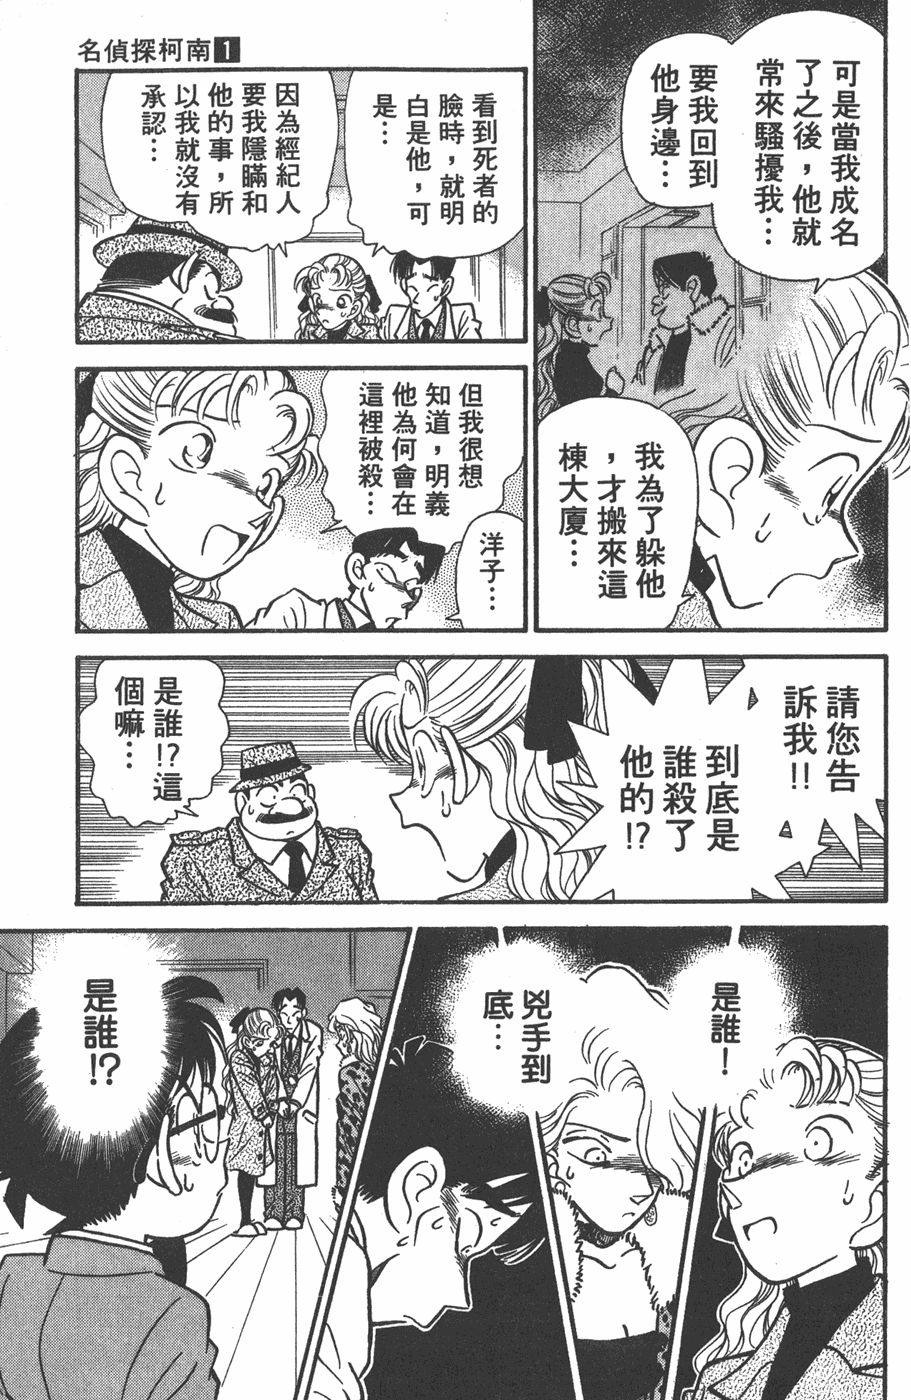 名偵探柯南1
可是當我成名
了之後，他就
常來騷擾我…
要我回到
他身邊…
我為了躲他
，才搬來這
棟大廈…
看到死者的
臉時，就明
白是他，可
是…
因為經紀人
要我隱瞞和
他的事，所
以我就沒有
承認…
但我很想
知道，明義
他為何會在
這裡被殺…
洋子…
請您告
訴我!!
到底是
誰殺了
他的!?
是誰!?這
個嘛…
是誰!
兇手到
底…
是誰!?